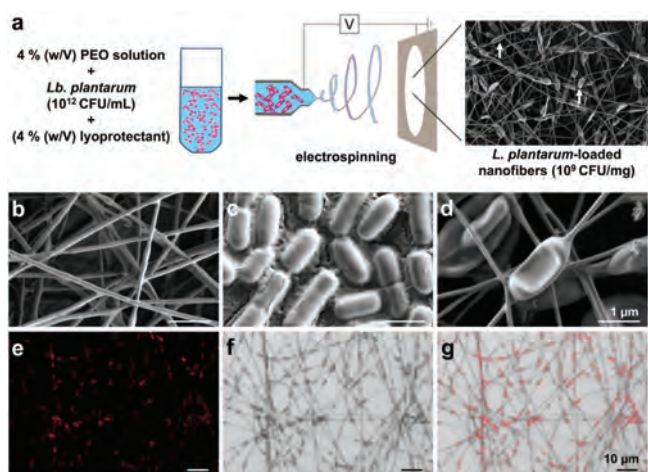 a
4 % (w/V) PEO solution
+
Lb. plantarum
(10¹² CFU/mL)
+
(4 % (w/V) lyoprotectant)
V
electrospinning
L. plantarum-loaded
nanofibers (10⁹ CFU/mg)
b
c
d
1 µm
e
f
g
10 µm